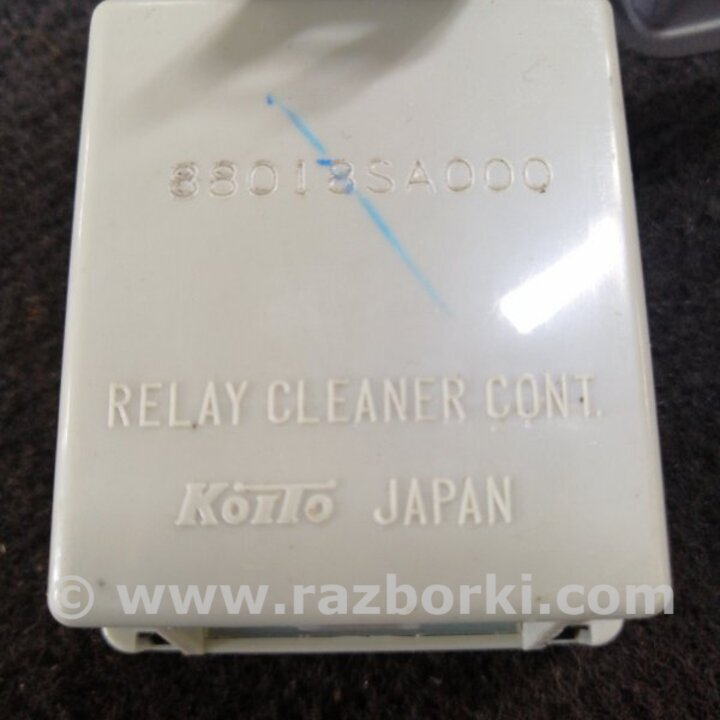 88018SA000
RELAY CLEANER CONT.
KOITO JAPAN
© www.razborki.com